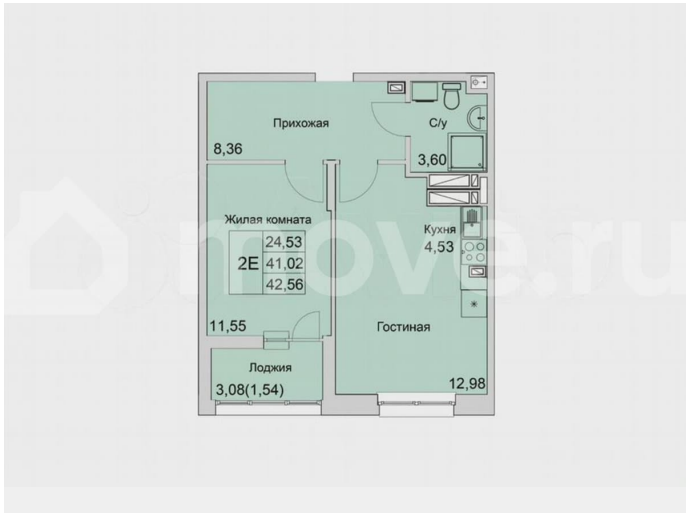 Прихожая
8,36
С/у
3,60
Жилая комната
2Е
24,53
41,02
42,56
11,55
Кухня
4,53
Гостиная
12,98
Лоджия
3,08(1,54)
move.ru